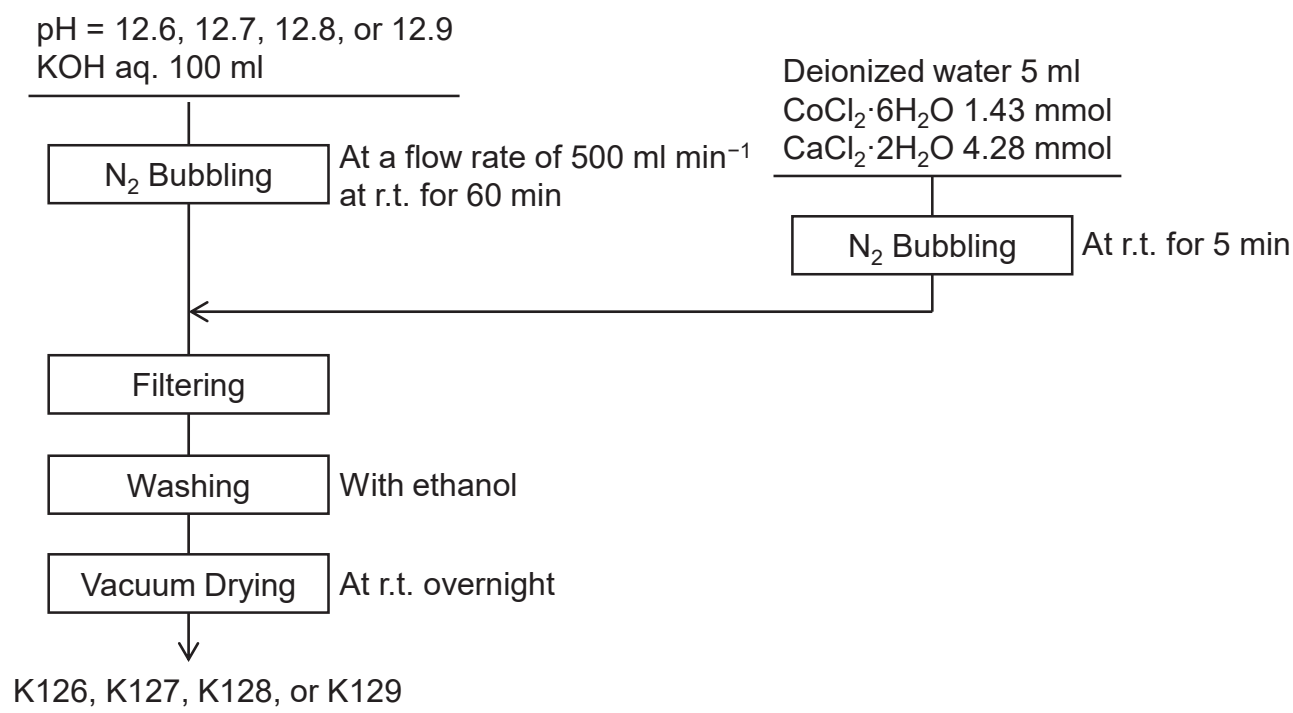 pH = 12.6, 12.7, 12.8, or 12.9
KOH aq. 100 ml
Deionized water 5 ml
CoCl₂·6H₂O 1.43 mmol
CaCl₂·2H₂O 4.28 mmol
N₂ Bubbling
At a flow rate of 500 ml min⁻¹
at r.t. for 60 min
N₂ Bubbling
At r.t. for 5 min
Filtering
Washing
With ethanol
Vacuum Drying
At r.t. overnight
K126, K127, K128, or K129